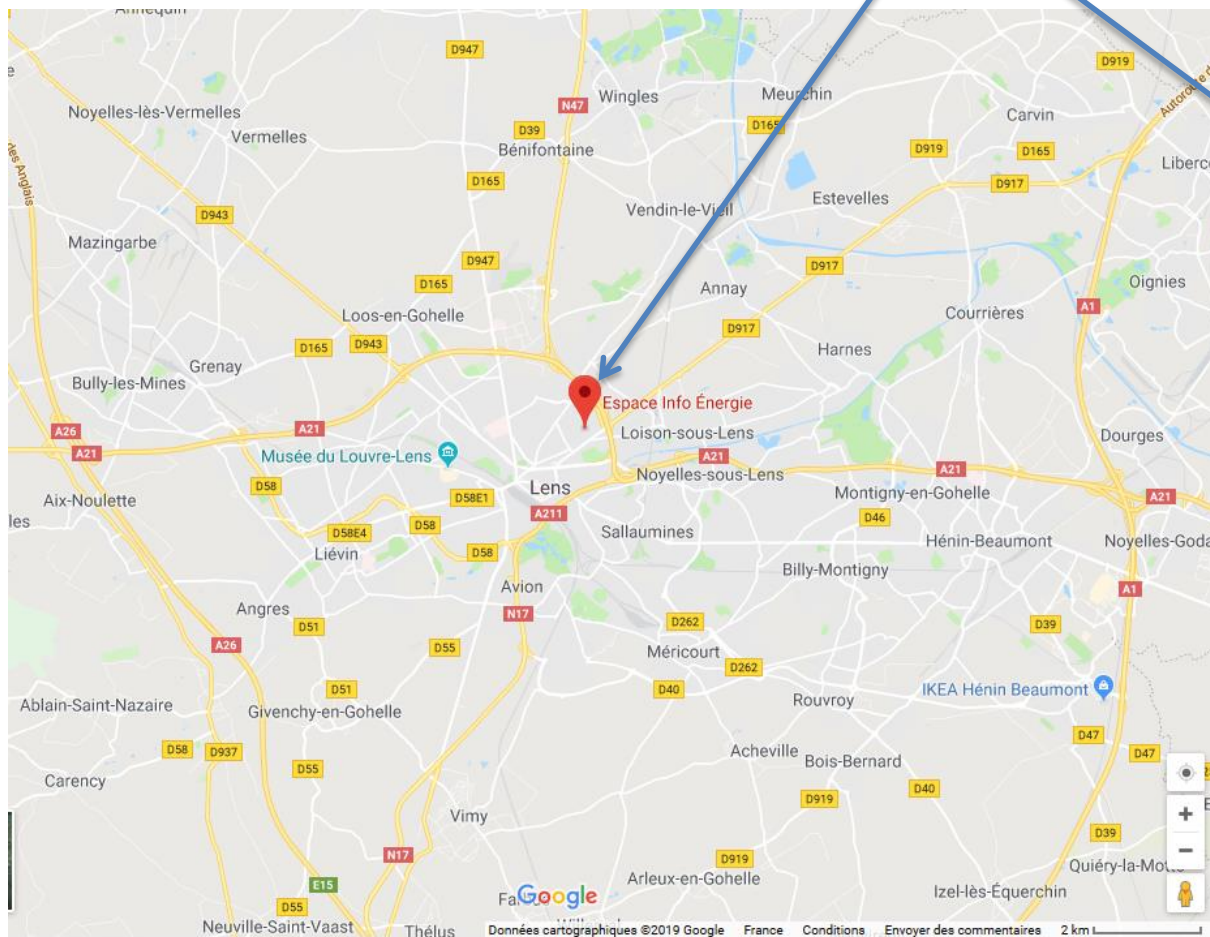 D947
D919
Autoroute d
N47
Wingles
Meurchin
Noyelles-lès-Vermelles
Vermelles
D39
Bénifontaine
D165
Carvin
D919
D165
Liberc
des Anglais
D165
D917
Estevelles
D943
Vendin-le-Vieil
Mazingarbe
D947
D917
D165
Annay
Oignies
Loos-en-Gohelle
A1
Courrières
D917
D165
D943
Harnes
Grenay
Bully-les-Mines
Espace Info Énergie
A26
A21
Loison-sous-Lens
Dourges
A21
Musée du Louvre-Lens
A21
Noyelles-sous-Lens
A21
D58
Lens
D58E1
Montigny-en-Gohelle
A21
Aix-Noulette
A211
les
D58E4
D58
Sallaumines
D46
Hénin-Beaumont
Noyelles-Goda
Liévin
D58
Billy-Montigny
Avion
A1
Angres
N17
D51
D262
D39
A26
D55
Méricourt
D262
D51
D40
IKEA Hénin Beaumont
Ablain-Saint-Nazaire
Givenchy-en-Gohelle
Rouvroy
D47
D58
D937
Acheville
Bois-Bernard
D47
D55
Carency
D40
D919
Vimy
D39
N17
D919
Quiéry-la-Motte
E15
Arleux-en-Gohelle
Izel-lès-Équerchin
Google
D55
Neuville-Saint-Vaast
Thélus
Données cartographiques ©2019 Google France Conditions Envoyer des commentaires 2 km